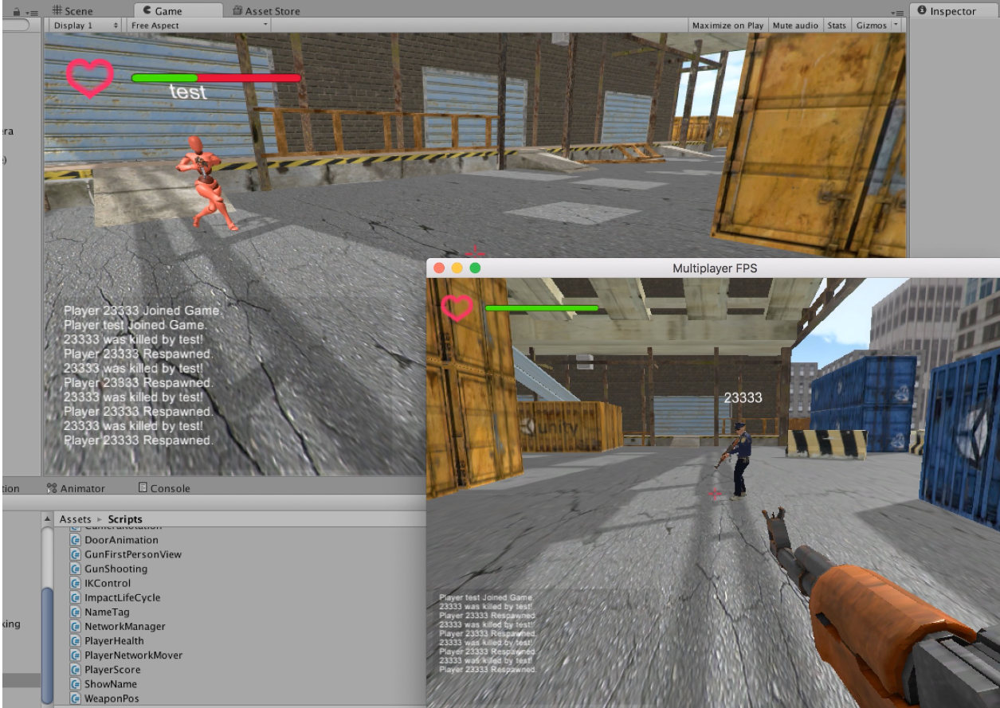 Scene
Game
Asset Store
Inspector
Display 1
Free Aspect
Maximize on Play
Mute audio
Stats
Gizmos
test
era
e)
Player 23333 Joined Game.
Player test Joined Game.
23333 was killed by test!
Player 23333 Respawned.
23333 was killed by test!
Player 23333 Respawned.
23333 was killed by test!
Player 23333 Respawned.
23333 was killed by test!
Player 23333 Respawned.
Multiplayer FPS
unity
23333
Player test Joined Game.
23333 was killed by test!
Player 23333 Respawned.
23333 was killed by test!
Player 23333 Respawned.
23333 was killed by test!
Player 23333 Respawned.
23333 was killed by test!
Player 23333 Respawned.
tion
Animator
Console
Assets
Scripts
CameraRotation
DoorAnimation
GunFirstPersonView
GunShooting
IKControl
ImpactLifeCycle
NameTag
NetworkManager
king
PlayerHealth
PlayerNetworkMover
PlayerScore
ShowName
WeaponPos